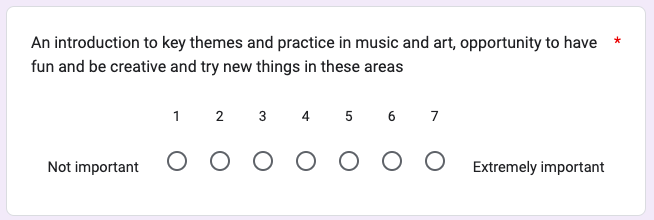 An introduction to key themes and practice in music and art, opportunity to have *
fun and be creative and try new things in these areas
1 2 3 4 5 6 7
Not important Extremely important